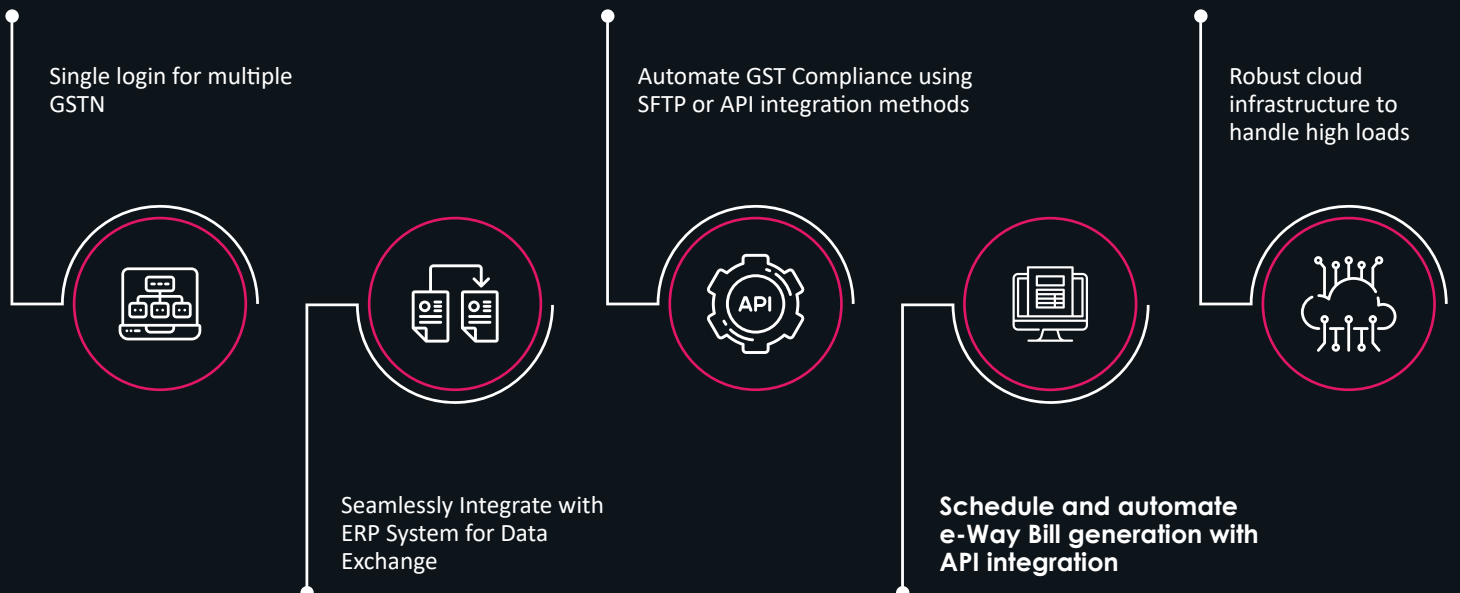 Single login for multiple
GSTN
Automate GST Compliance using
SFTP or API integration methods
Robust cloud
infrastructure to
handle high loads
API
Seamlessly Integrate with
ERP System for Data
Exchange
Schedule and automate
e-Way Bill generation with
API integration